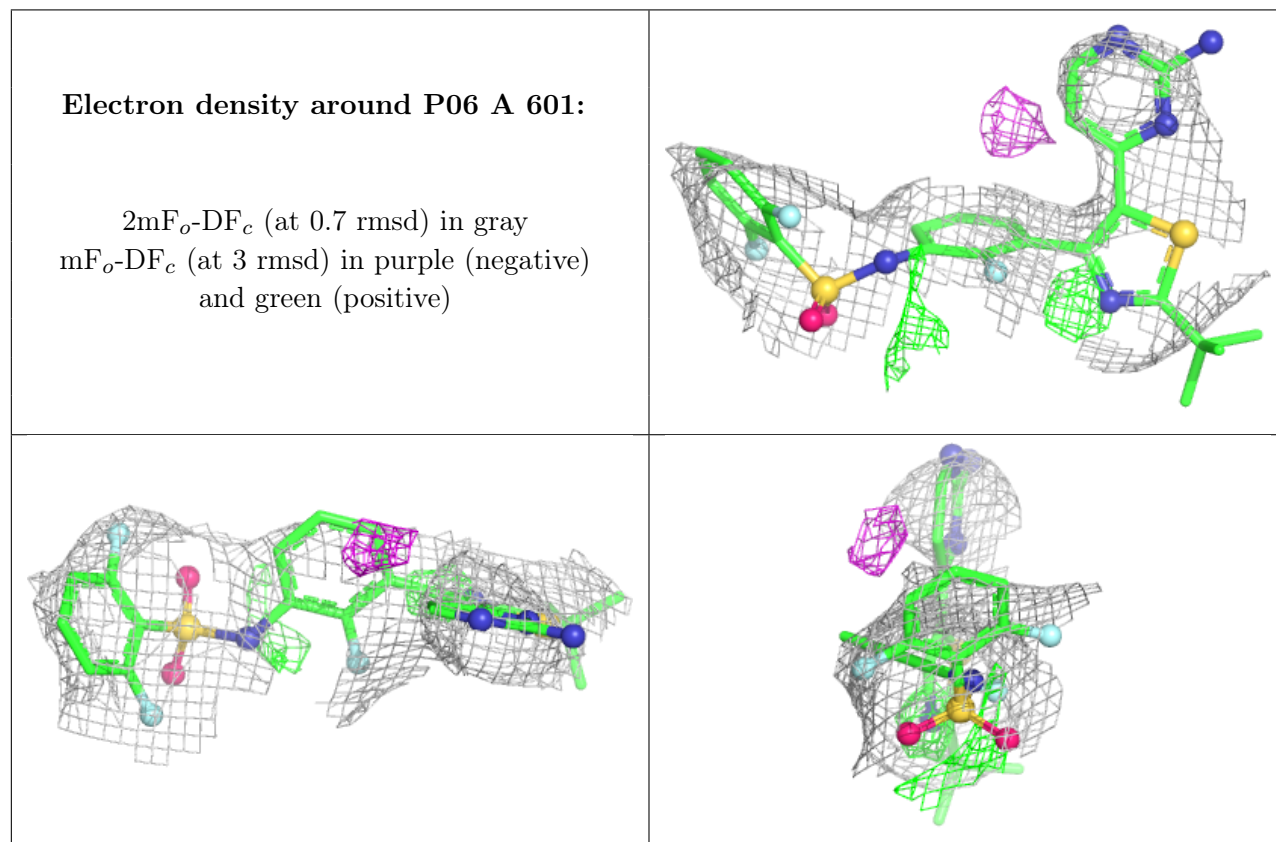 Electron density around P06 A 601:
2mFo-DFc (at 0.7 rmsd) in gray
mFo-DFc (at 3 rmsd) in purple (negative)
and green (positive)